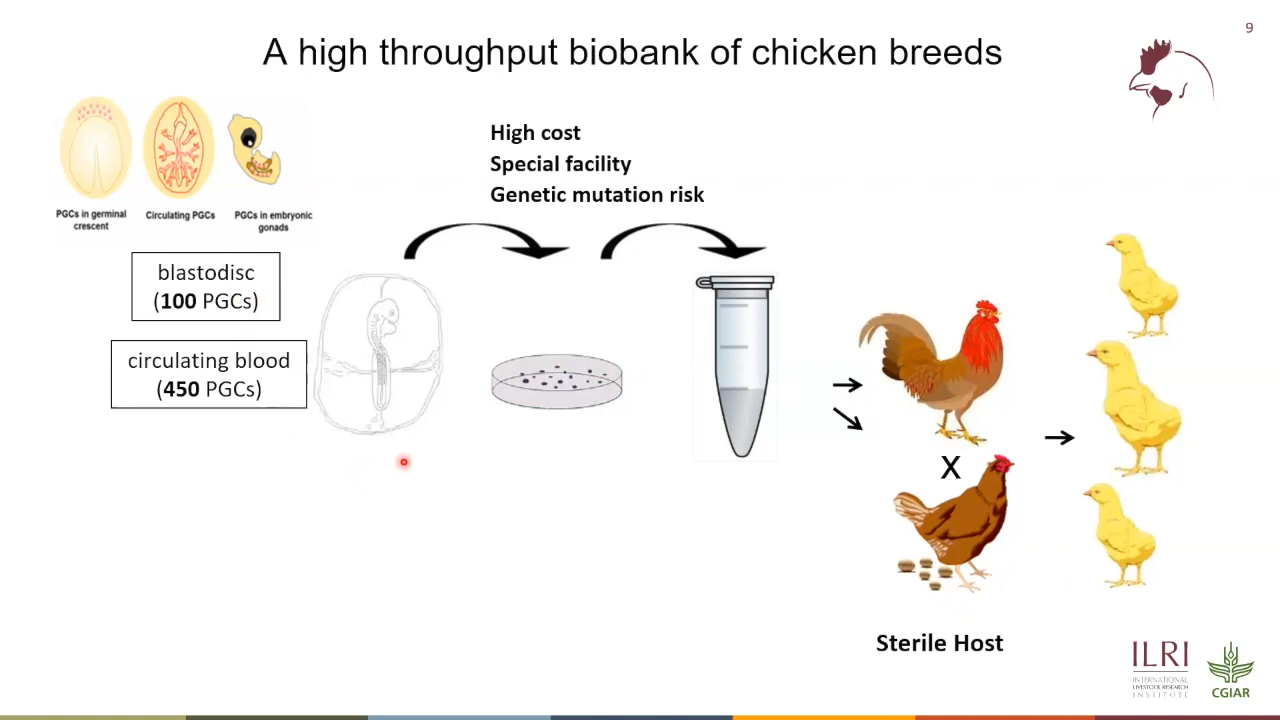 9
A high throughput biobank of chicken breeds
High cost
Special facility
Genetic mutation risk
PGCs in germinal
crescent
Circulating PGCs
PGCs in embryonic
gonads
blastodisc
(100 PGCs)
circulating blood
(450 PGCs)
X
Sterile Host
ILRI
INTERNATIONAL
LIVESTOCK RESEARCH
INSTITUTE
CGIAR